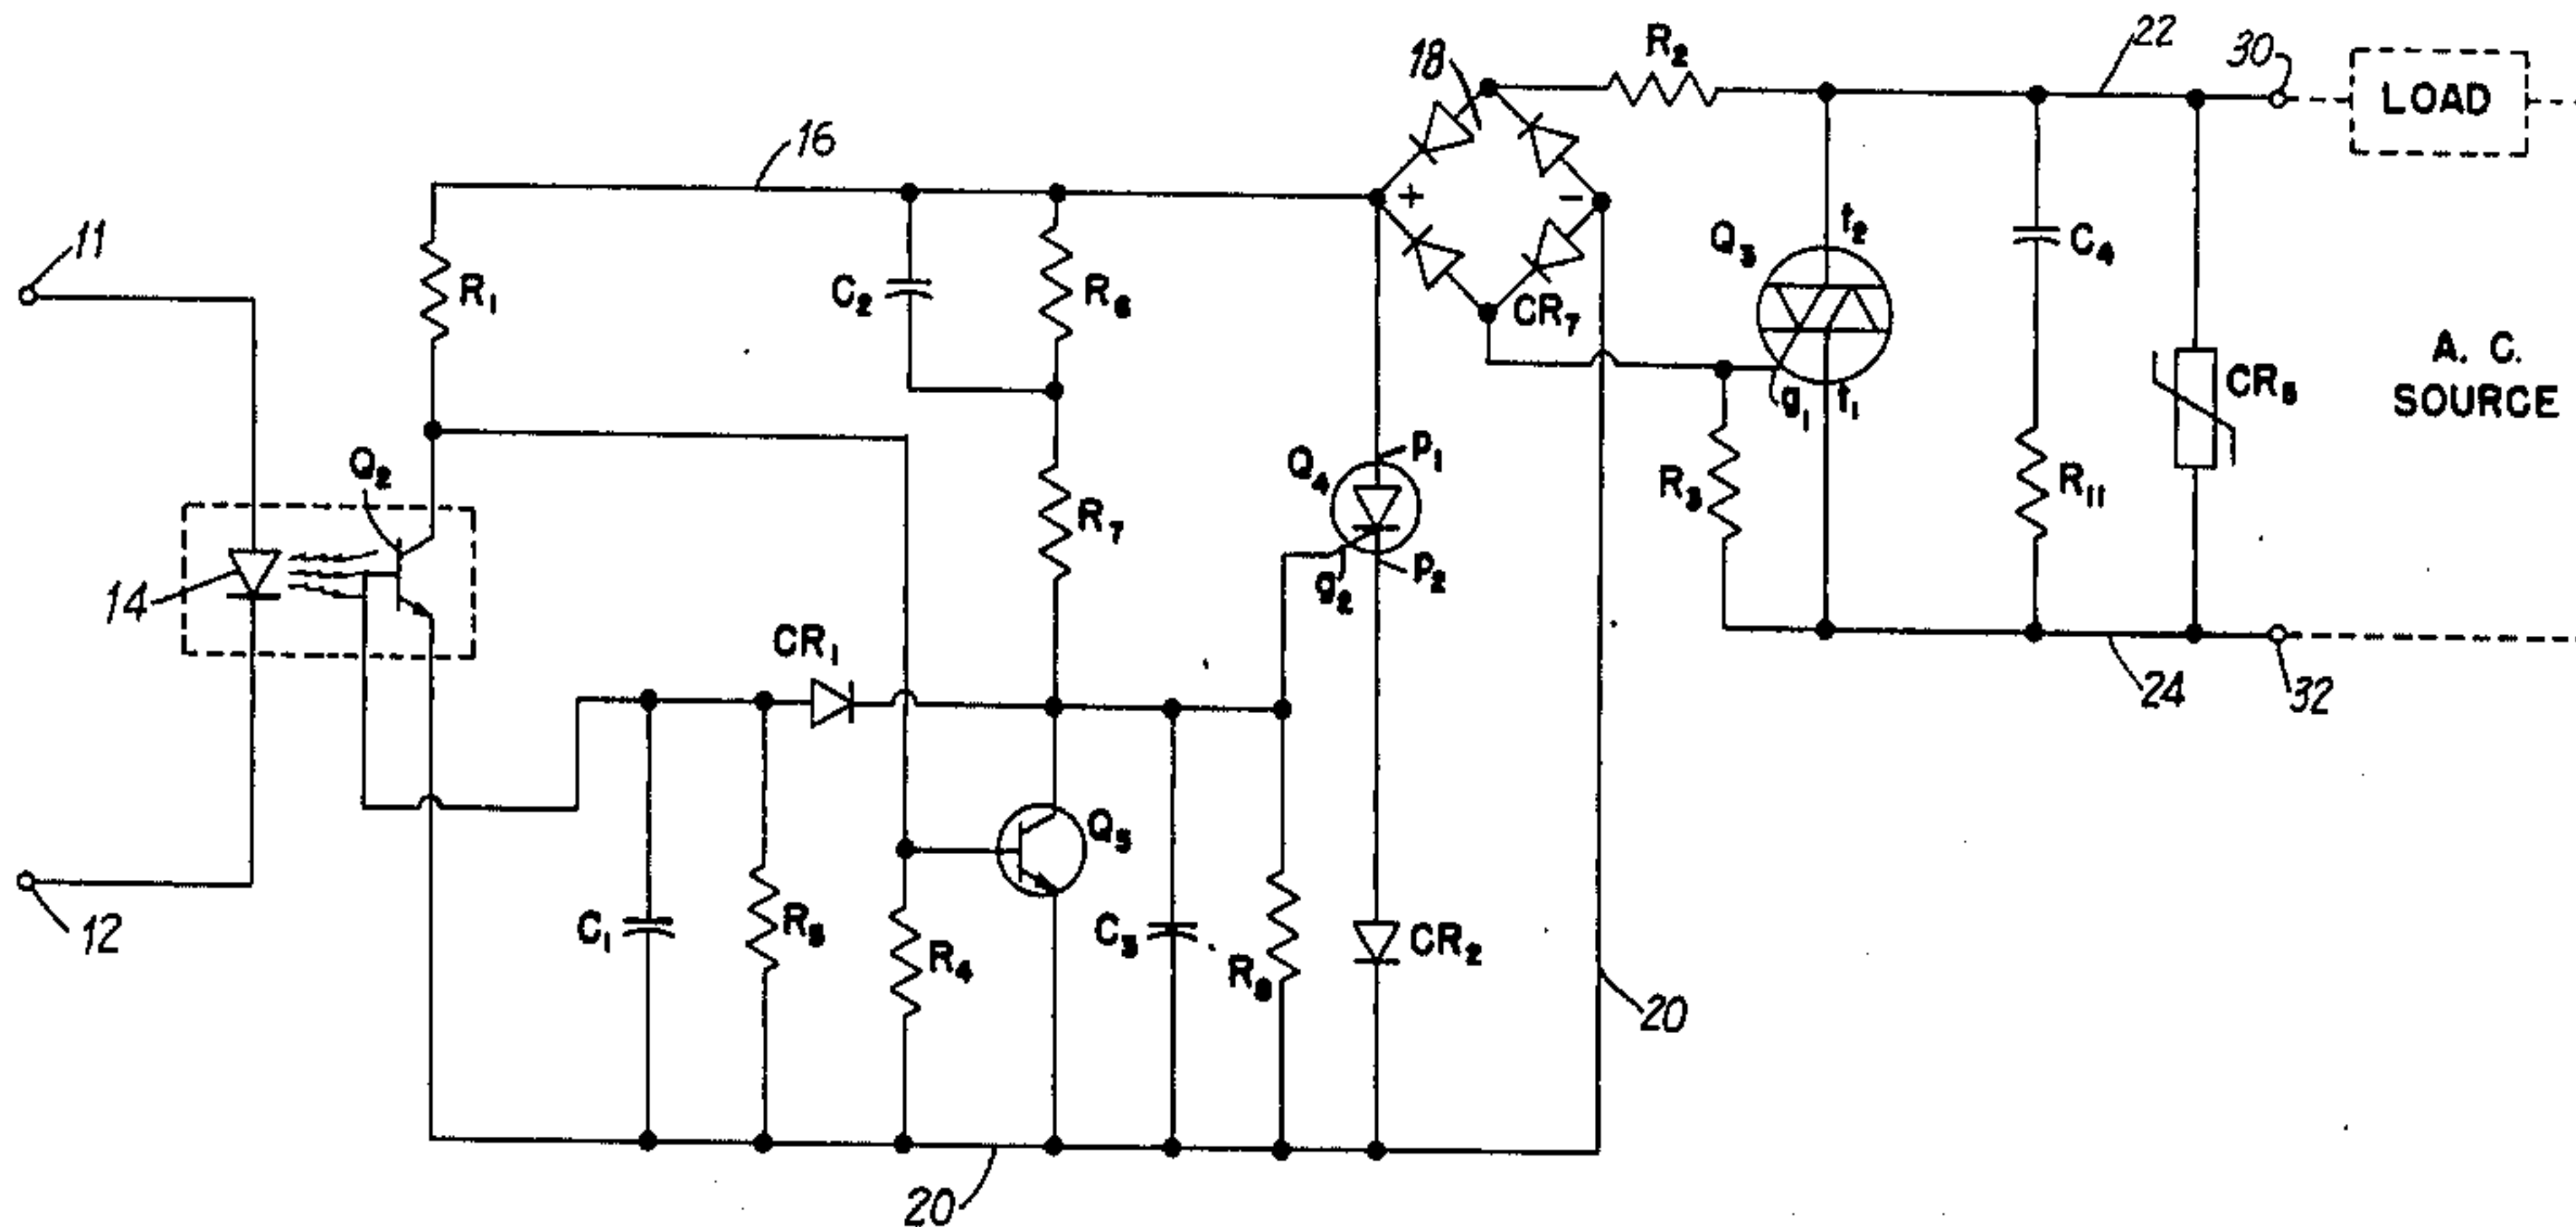 R₂
22
30
18
LOAD
16
11
+
-
t₂
Q₃
C₄
R₁
C₂
R₆
CR₇
A. C.
SOURCE
CR₅
g₁
t₁
Q₂
Q₄
p₁
R₃
R₁₁
R₇
14
g₂
p₂
CR₁
24
32
Q₅
12
C₁
R₅
R₄
C₃
R₈
CR₂
20
20